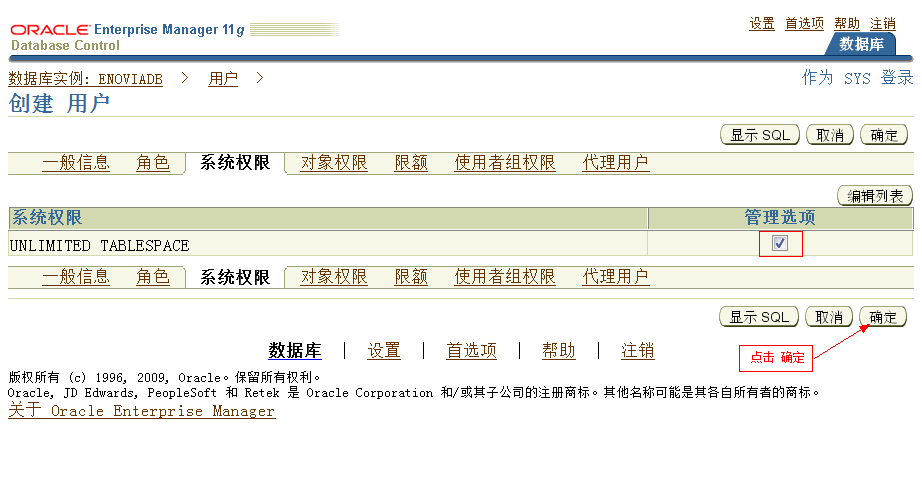 设置 首选项 帮助 注销
ORACLE Enterprise Manager 11g
Database Control
数据库
数据库实例: ENOVIADE > 用户 >
作为 SYS 登录
创建 用户
显示 SQL 取消 确定
一般信息 角色 系统权限 对象权限 限额 使用者组权限 代理用户
编辑列表
系统权限 管理选项
UNLIMITED TABLESPACE
一般信息 角色 系统权限 对象权限 限额 使用者组权限 代理用户
显示 SQL 取消 确定
点击 确定
数据库 | 设置 | 首选项 | 帮助 | 注销
版权所有 (c) 1996, 2009, Oracle。保留所有权利。
Oracle, JD Edwards, PeopleSoft 和 Retek 是 Oracle Corporation 和/或其子公司的注册商标。其他名称可能是其各自所有者的商标。
关于 Oracle Enterprise Manager